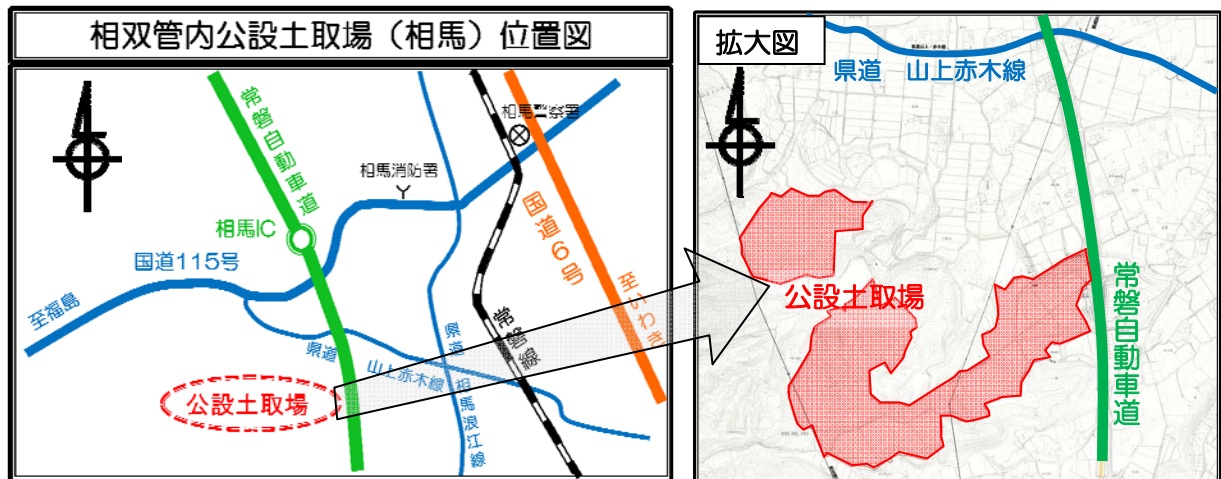 相双管内公設土取場（相馬）位置図
常磐自動車道
相馬警察署
相馬消防署
相馬IC
国道６号
国道115号
至福島
至いわき
常磐線
県道
山上赤木線
県道
相馬浪江線
公設土取場
拡大図
県道　山上赤木線
公設土取場
常磐自動車道